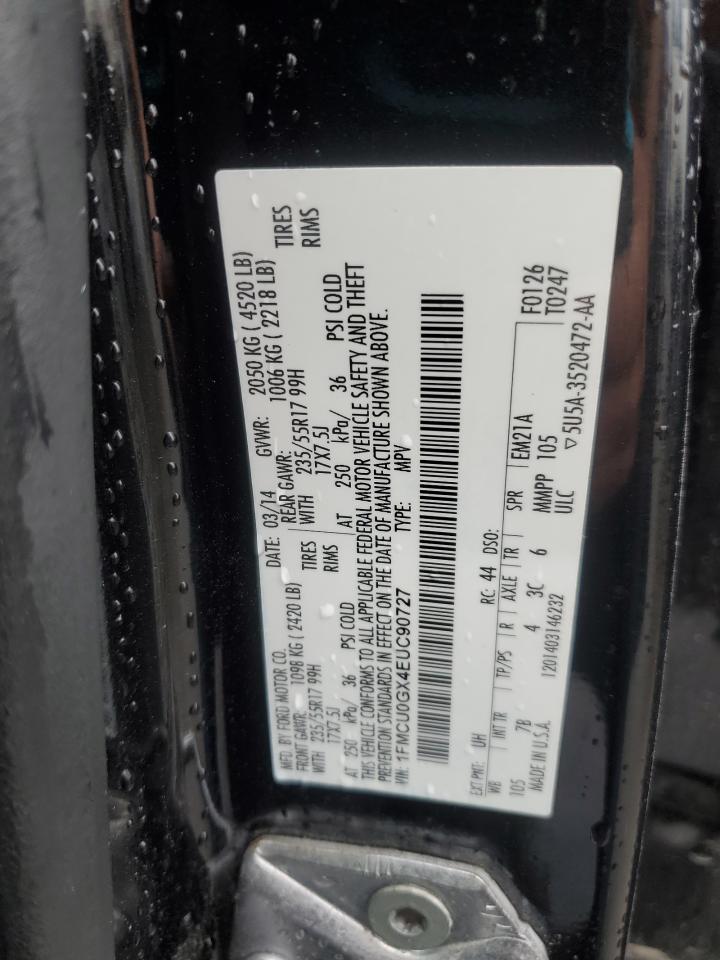 MFD. BY FORD MOTOR CO.
DATE: 03/14 GVWR: 2050 KG ( 4520 LB)
FRONT GAWR: 1098 KG ( 2420 LB) REAR GAWR: 1006 KG ( 2218 LB)
WITH 235/55R17 99H TIRES WITH 235/55R17 99H TIRES
17X7.5J RIMS 17X7.5J RIMS
AT 250 kPa/ 36 PSI COLD AT 250 kPa/ 36 PSI COLD
THIS VEHICLE CONFORMS TO ALL APPLICABLE FEDERAL MOTOR VEHICLE SAFETY AND THEFT
PREVENTION STANDARDS IN EFFECT ON THE DATE OF MANUFACTURE SHOWN ABOVE.
VIN: 1FMCU0GX4EUC90727 TYPE: MPV
EXT PNT: UH RC: 44 DSO:
WB INT TR TP/PS R AXLE TR SPR EM21A F0126
105 7B 4 3C 6 MMPP 105 T0247
MADE IN U.S.A. 1201403146232 ULC ▽5U5A-3520472-AA